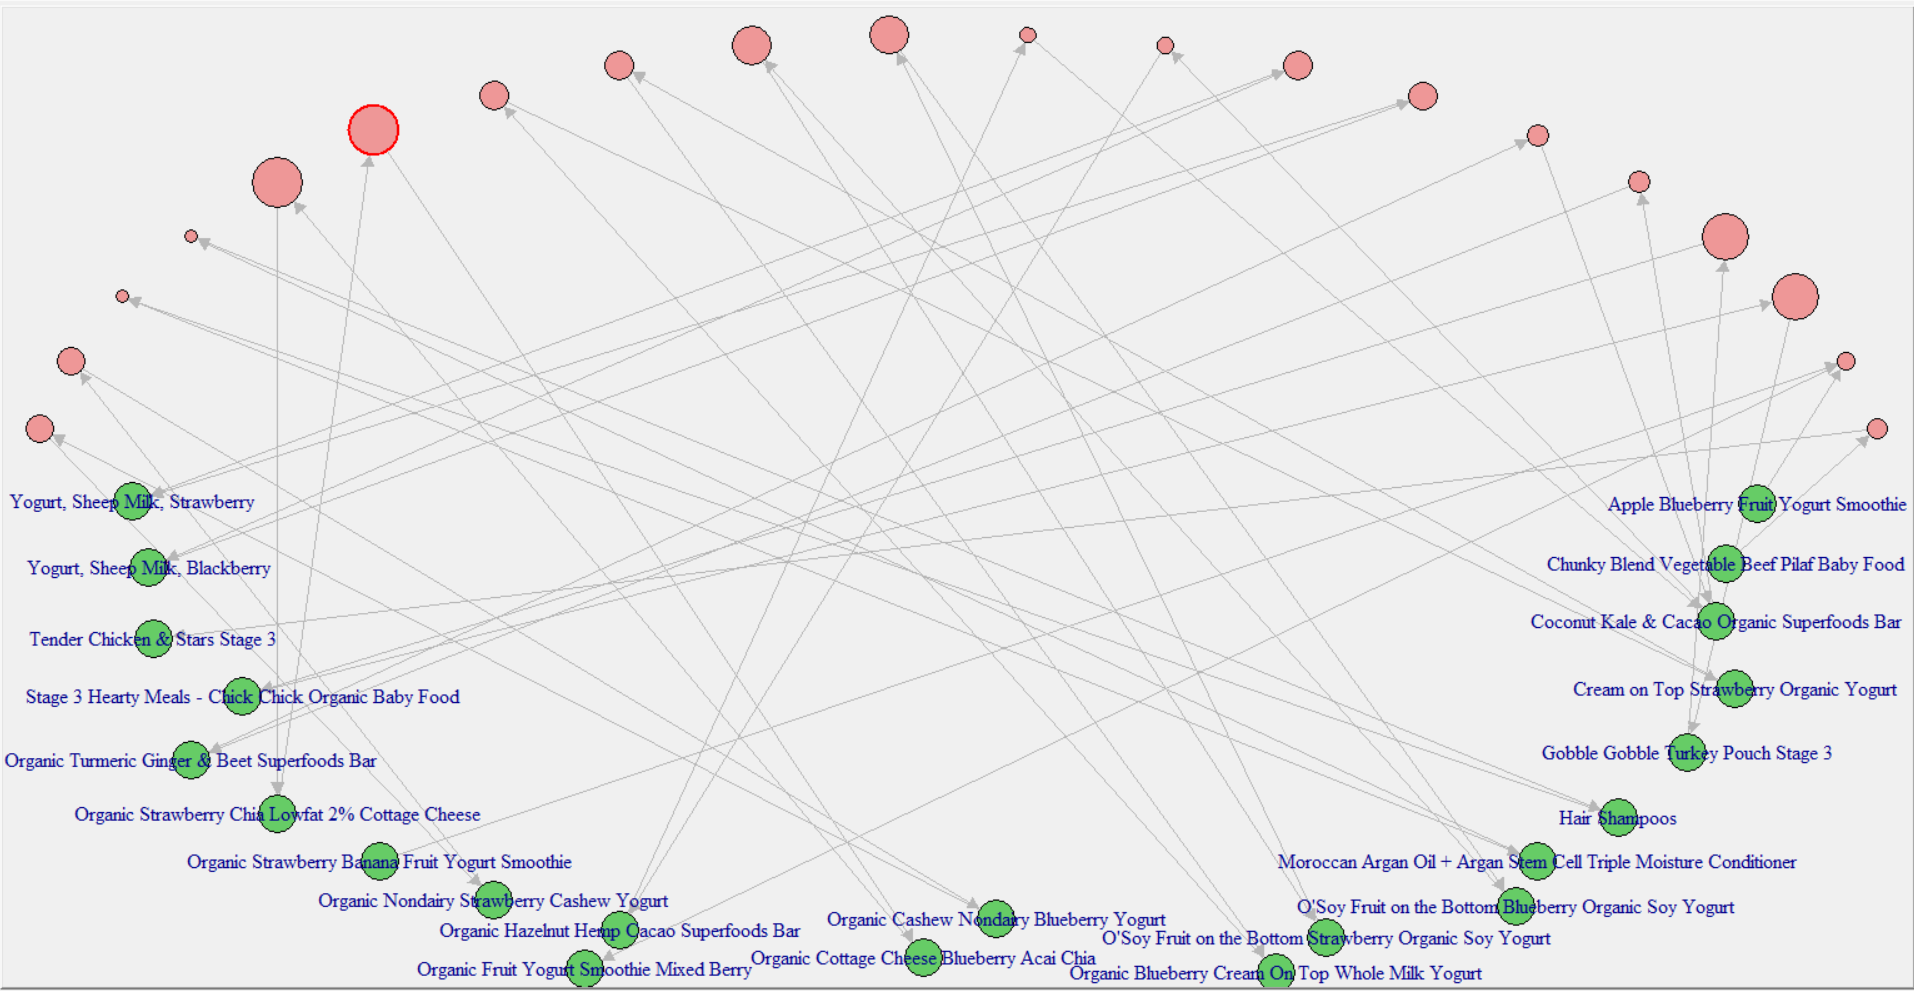 Yogurt, Sheep Milk, Strawberry
Apple Blueberry Fruit Yogurt Smoothie
Yogurt, Sheep Milk, Blackberry
Chunky Blend Vegetable Beef Pilaf Baby Food
Coconut Kale & Cacao Organic Superfoods Bar
Tender Chicken & Stars Stage 3
Stage 3 Hearty Meals - Chick Chick Organic Baby Food
Cream on Top Strawberry Organic Yogurt
Organic Turmeric Ginger & Beet Superfoods Bar
Gobble Gobble Turkey Pouch Stage 3
Organic Strawberry Chia Lowfat 2% Cottage Cheese
Hair Shampoos
Organic Strawberry Banana Fruit Yogurt Smoothie
Moroccan Argan Oil + Argan Stem Cell Triple Moisture Conditioner
Organic Nondairy Strawberry Cashew Yogurt
O'Soy Fruit on the Bottom Blueberry Organic Soy Yogurt
Organic Hazelnut Hemp Cacao Superfoods Bar
Organic Cashew Nondairy Blueberry Yogurt
O'Soy Fruit on the Bottom Strawberry Organic Soy Yogurt
Organic Cottage Cheese Blueberry Acai Chia
Organic Fruit Yogurt Smoothie Mixed Berry
Organic Blueberry Cream On Top Whole Milk Yogurt